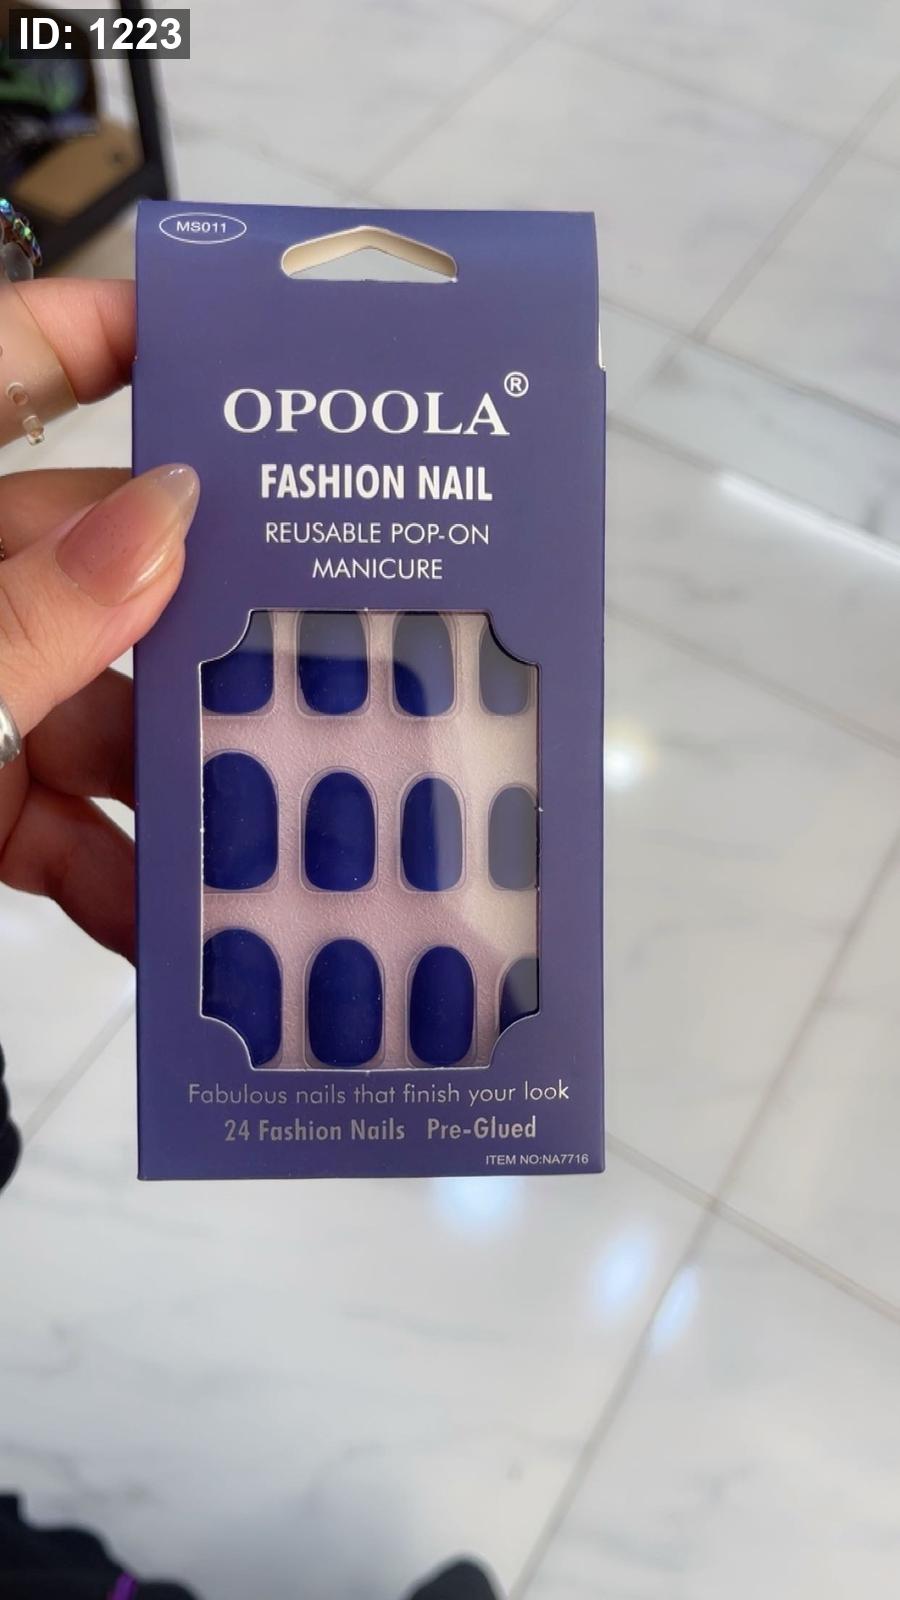 ID: 1223
MS011
OPOOLA®
FASHION NAIL
REUSABLE POP-ON
MANICURE
Fabulous nails that finish your look
24 Fashion Nails Pre-Glued
ITEM NO:NA7716